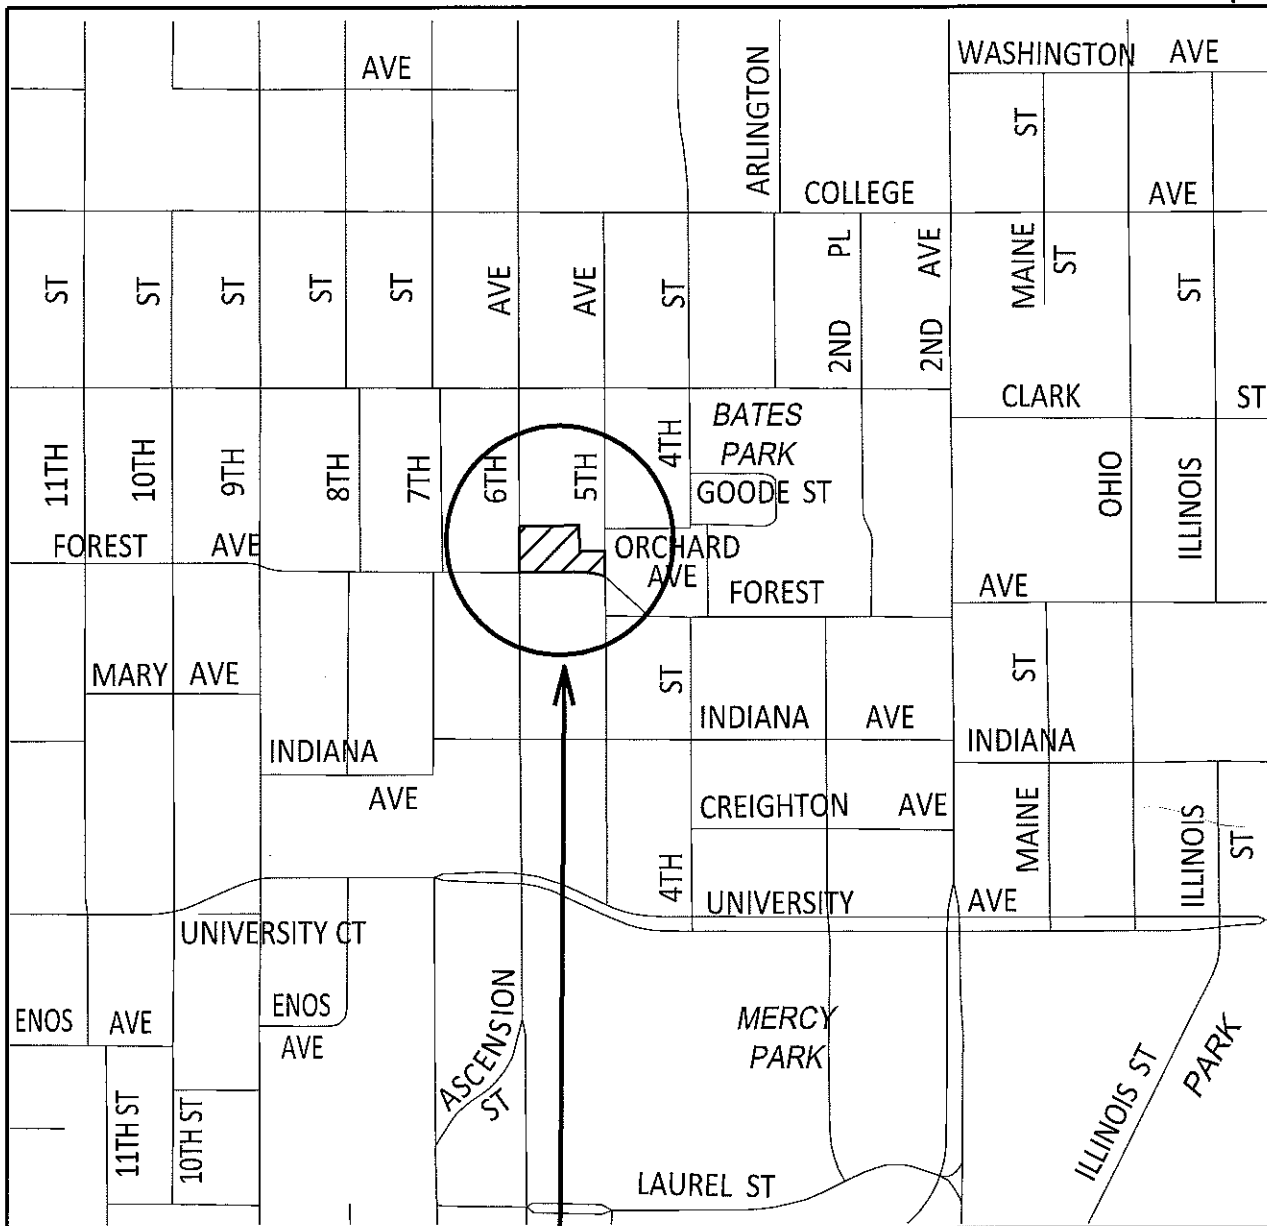 WASHINGTON AVE
AVE
ARLINGTON
ST
COLLEGE AVE
ST
ST
ST
ST
ST
AVE
AVE
ST
2ND PL
2ND AVE
MAINE ST
ST
CLARK ST
BATES
PARK
GOODE ST
11TH
10TH
9TH
8TH
7TH
6TH
5TH
4TH
OHIO
ILLINOIS
FOREST AVE
ORCHARD
AVE
FOREST AVE
MARY AVE
ST
ST
INDIANA AVE
INDIANA
INDIANA
AVE
CREIGHTON AVE
MAINE
ILLINOIS
ST
4TH
UNIVERSITY AVE
UNIVERSITY CT
ENOS AVE
ENOS
AVE
ASCENSION
ST
MERCY
PARK
ILLINOIS ST
PARK
11TH ST
10TH ST
LAUREL ST